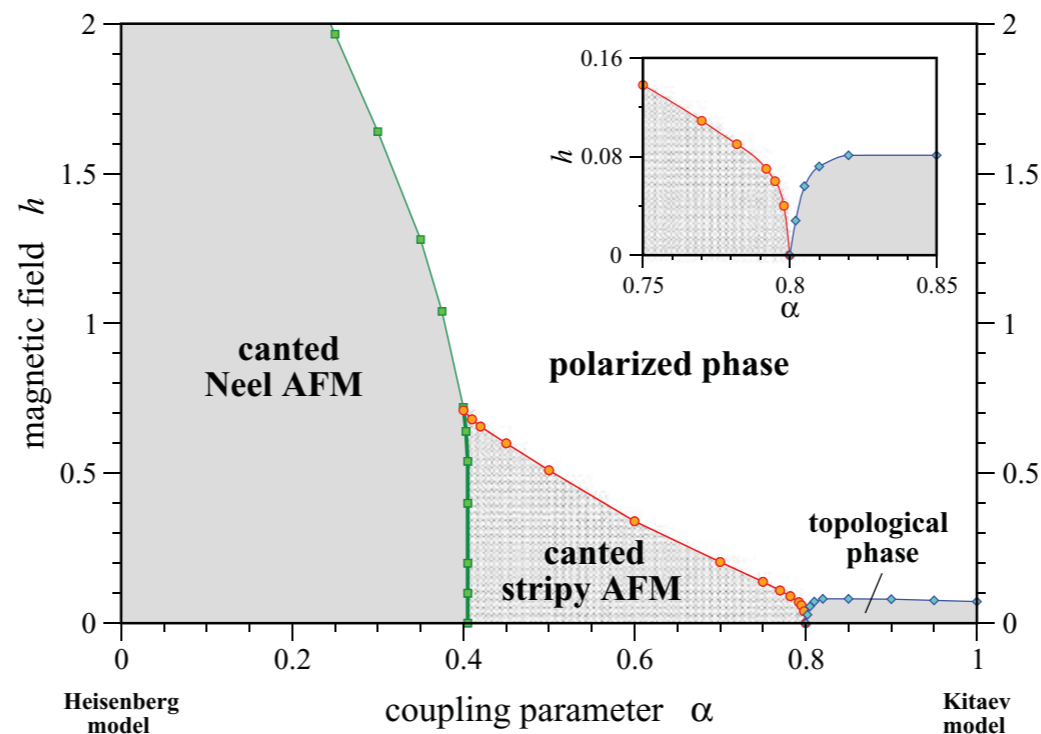 2
1.5
1
0.5
0
magnetic field h
2
1.5
1
0.5
0
0
0.2
0.4
0.6
0.8
1
Heisenberg
model
coupling parameter α
Kitaev
model
canted
Neel AFM
polarized phase
canted
stripy AFM
topological
phase
0.16
0.08
0
h
0.75
0.8
0.85
α